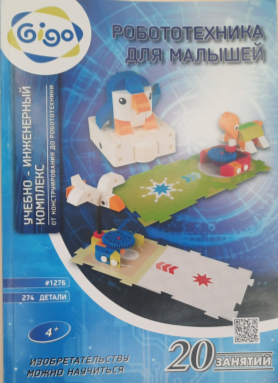 Gigo
РОБОТОТЕХНИКА
ДЛЯ МАЛЫШЕЙ
УЧЕБНО - ИНЖЕНЕРНЫЙ
КОМПЛЕКС
ОТ КОНСТРУИРОВАНИЯ ДО РОБОТОТЕХНИКИ
#1276
274 ДЕТАЛИ
4+
ИЗОБРЕТАТЕЛЬСТВУ
МОЖНО НАУЧИТЬСЯ
20 ЗАНЯТИЙ